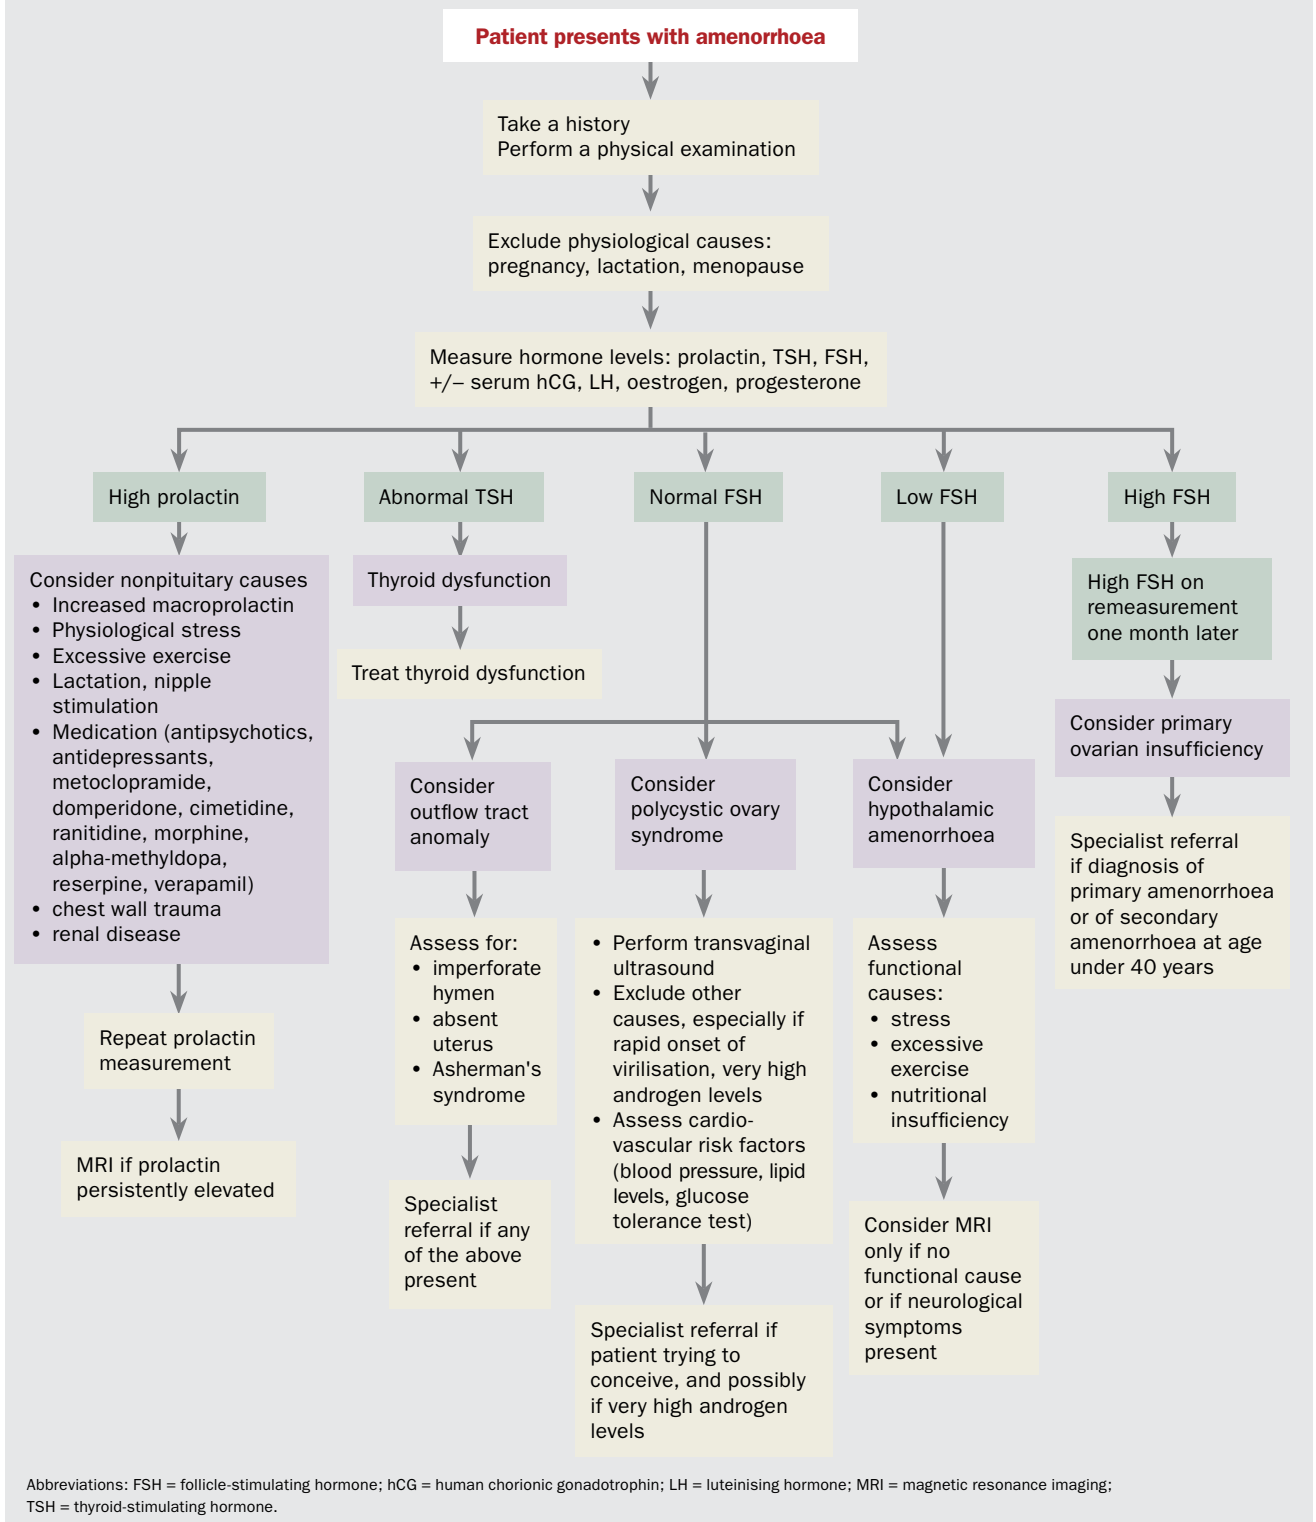 Patient presents with amenorrhoea
Take a history
Perform a physical examination
Exclude physiological causes:
pregnancy, lactation, menopause
Measure hormone levels: prolactin, TSH, FSH,
+/– serum hCG, LH, oestrogen, progesterone
High prolactin
Abnormal TSH
Normal FSH
Low FSH
High FSH
Consider nonpituitary causes
• Increased macroprolactin
• Physiological stress
• Excessive exercise
• Lactation, nipple
stimulation
• Medication (antipsychotics,
antidepressants,
metoclopramide,
domperidone, cimetidine,
ranitidine, morphine,
alpha-methyldopa,
reserpine, verapamil)
• chest wall trauma
• renal disease
Repeat prolactin
measurement
MRI if prolactin
persistently elevated
Thyroid dysfunction
Treat thyroid dysfunction
Consider
outflow tract
anomaly
Assess for:
• imperforate
hymen
• absent
uterus
• Asherman's
syndrome
Specialist
referral if any
of the above
present
Consider
polycystic ovary
syndrome
• Perform transvaginal
ultrasound
• Exclude other
causes, especially if
rapid onset of
virilisation, very high
androgen levels
• Assess cardio-
vascular risk factors
(blood pressure, lipid
levels, glucose
tolerance test)
Specialist referral if
patient trying to
conceive, and possibly
if very high androgen
levels
Consider
hypothalamic
amenorrhoea
Assess
functional
causes:
• stress
• excessive
exercise
• nutritional
insufficiency
Consider MRI
only if no
functional cause
or if neurological
symptoms
present
High FSH on
remeasurement
one month later
Consider primary
ovarian insufficiency
Specialist referral
if diagnosis of
primary amenorrhoea
or of secondary
amenorrhoea at age
under 40 years
Abbreviations: FSH = follicle-stimulating hormone; hCG = human chorionic gonadotrophin; LH = luteinising hormone; MRI = magnetic resonance imaging;
TSH = thyroid-stimulating hormone.